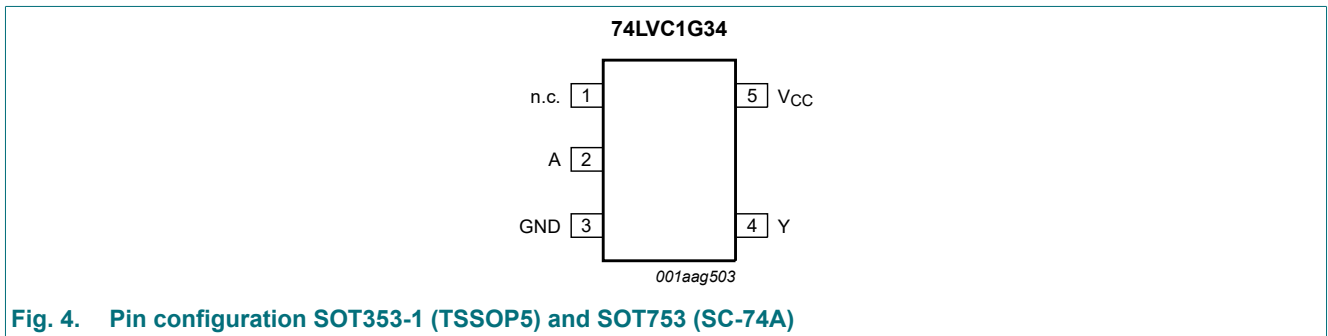 74LVC1G34
n.c. 1
5 VCC
A 2
GND 3
4 Y
001aag503
Fig. 4. Pin configuration SOT353-1 (TSSOP5) and SOT753 (SC-74A)